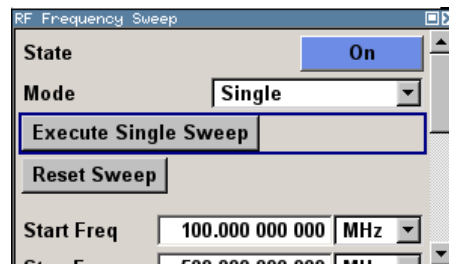 RF Frequency Sweep
State On
Mode Single
Execute Single Sweep
Reset Sweep
Start Freq 100.000 000 000 MHz